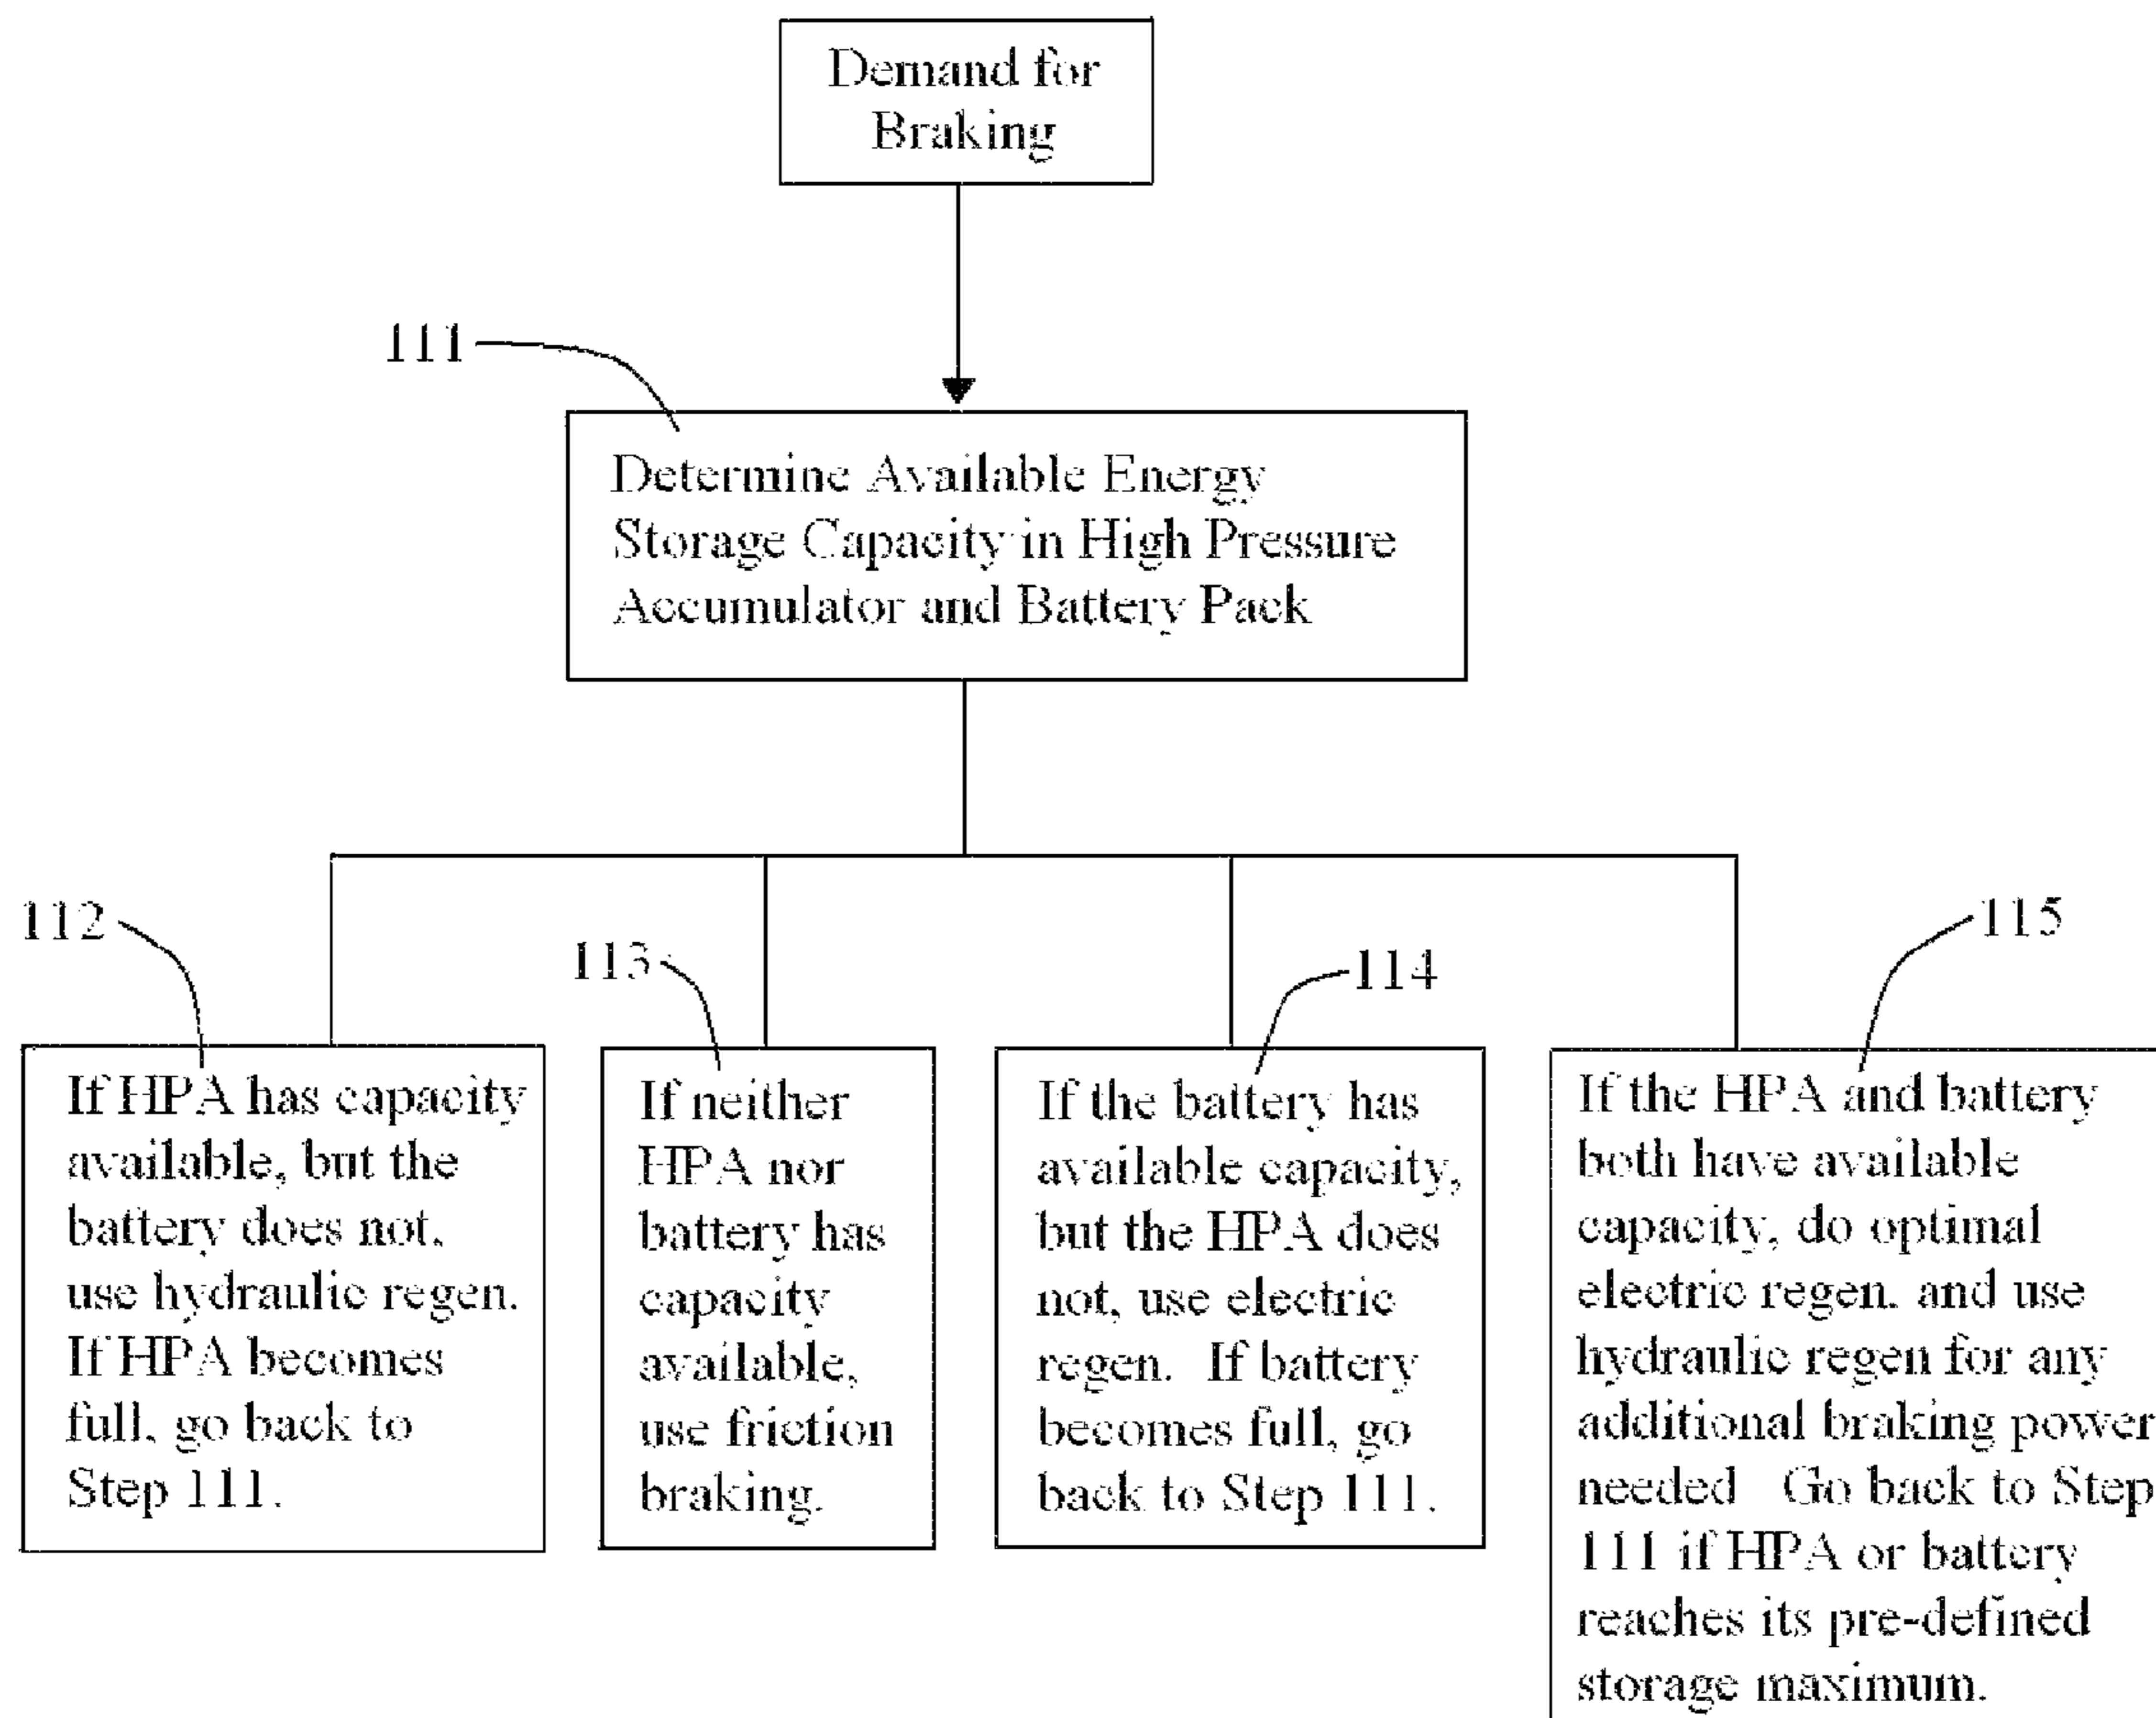 Demand for
Braking
111
Determine Available Energy
Storage Capacity in High Pressure
Accumulator and Battery Pack
112
113
114
115
If HPA has capacity
available, but the
battery does not,
use hydraulic regen.
If HPA becomes
full, go back to
Step 111.
If neither
HPA nor
battery has
capacity
available,
use friction
braking.
If the battery has
available capacity,
but the HPA does
not, use electric
regen. If battery
becomes full, go
back to Step 111.
If the HPA and battery
both have available
capacity, do optimal
electric regen. and use
hydraulic regen for any
additional braking power
needed Go back to Step
111 if HPA or battery
reaches its pre-defined
storage maximum.